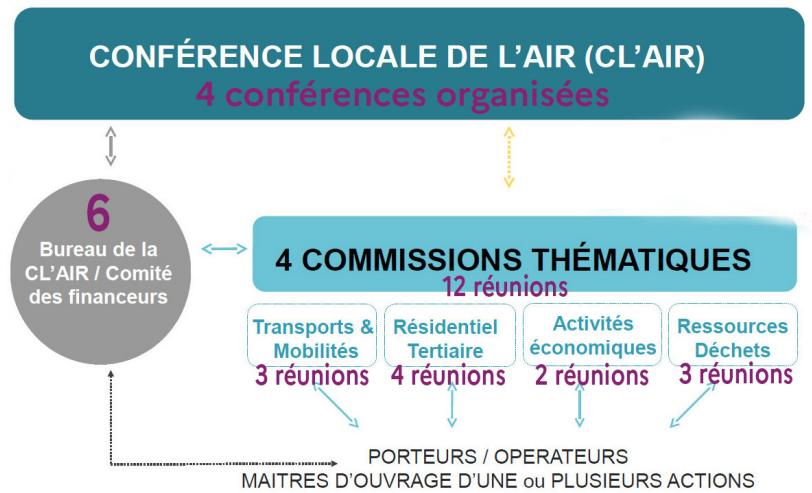 CONFÉRENCE LOCALE DE L'AIR (CL'AIR)
4 conférences organisées
6
Bureau de la
CL'AIR / Comité
des financeurs
4 COMMISSIONS THÉMATIQUES
12 réunions
Transports &
Mobilités
3 réunions
Résidentiel
Tertiaire
4 réunions
Activités
économiques
2 réunions
Ressources
Déchets
3 réunions
PORTEURS / OPERATEURS
MAITRES D'OUVRAGE D'UNE ou PLUSIEURS ACTIONS